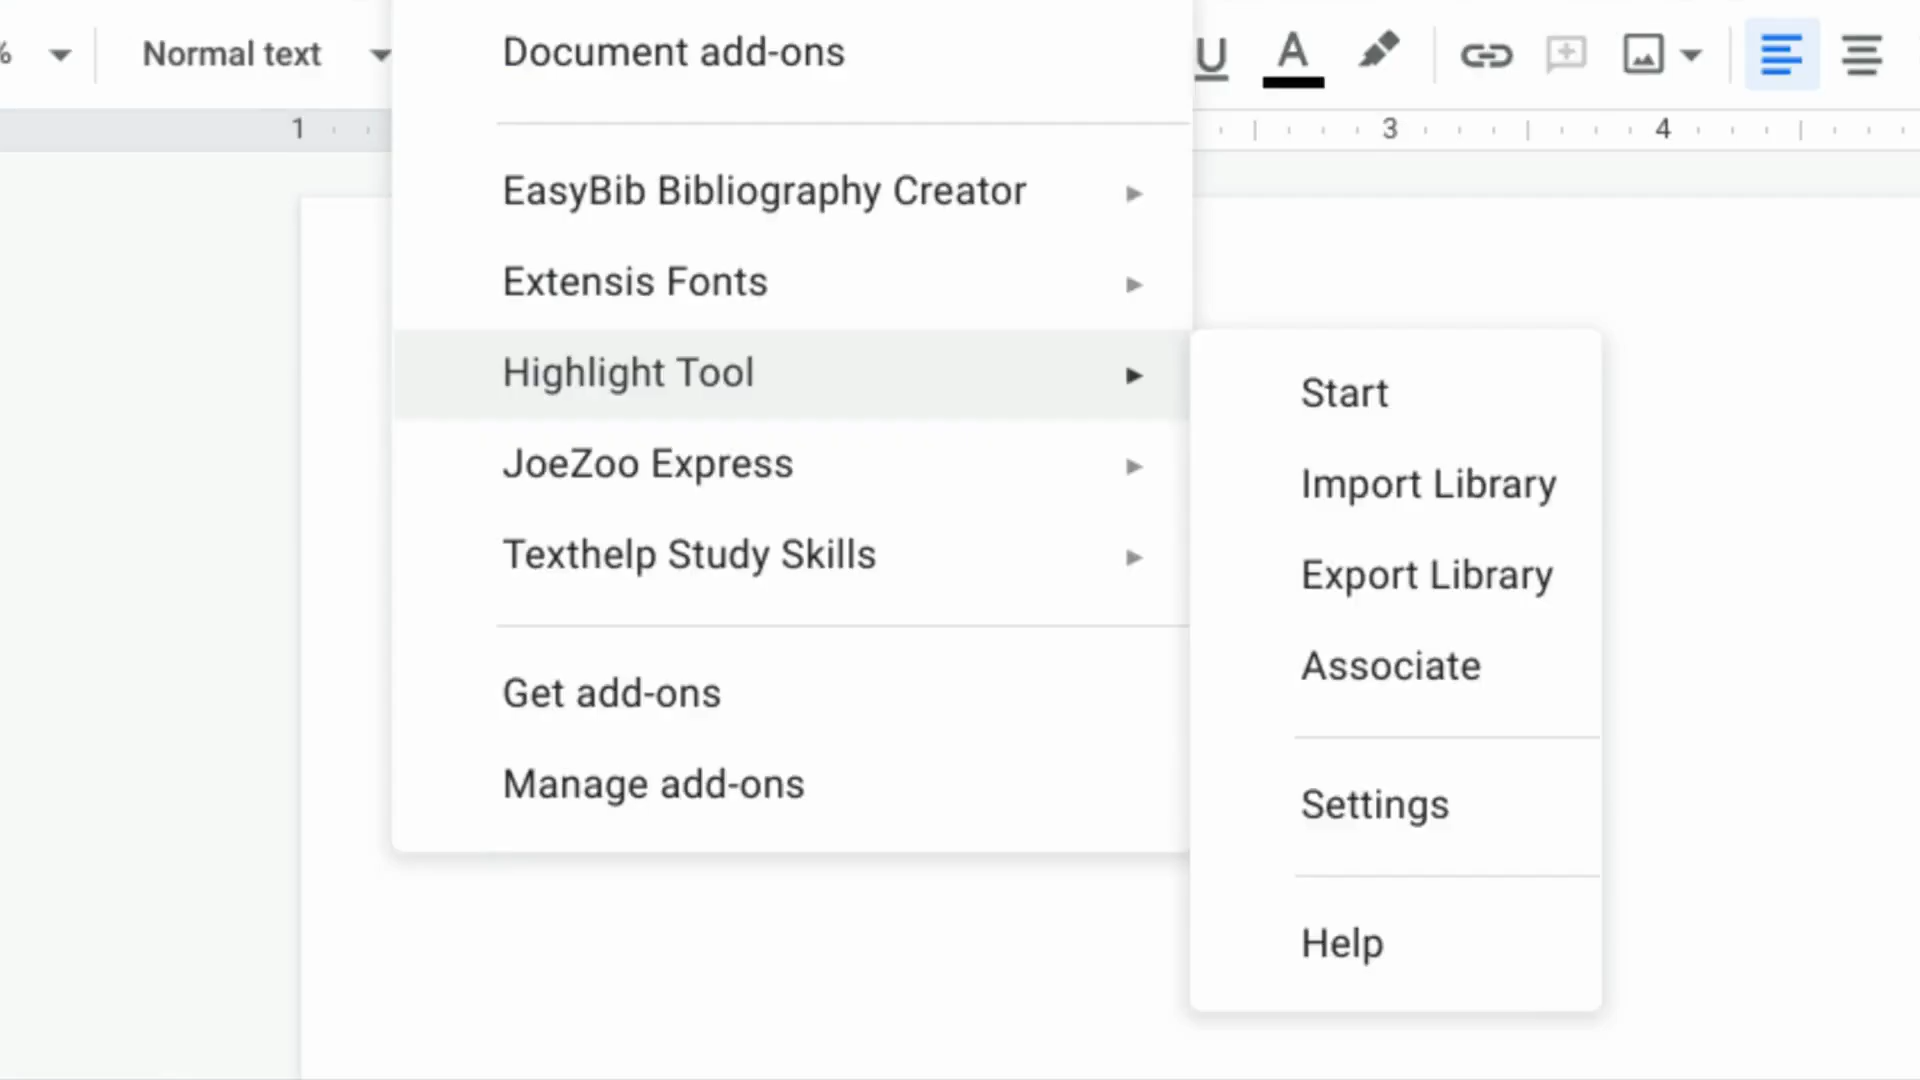 %
Normal text
Document add-ons
U
A
1
3
4
EasyBib Bibliography Creator
Extensis Fonts
Highlight Tool
JoeZoo Express
Texthelp Study Skills
Get add-ons
Manage add-ons
Start
Import Library
Export Library
Associate
Settings
Help